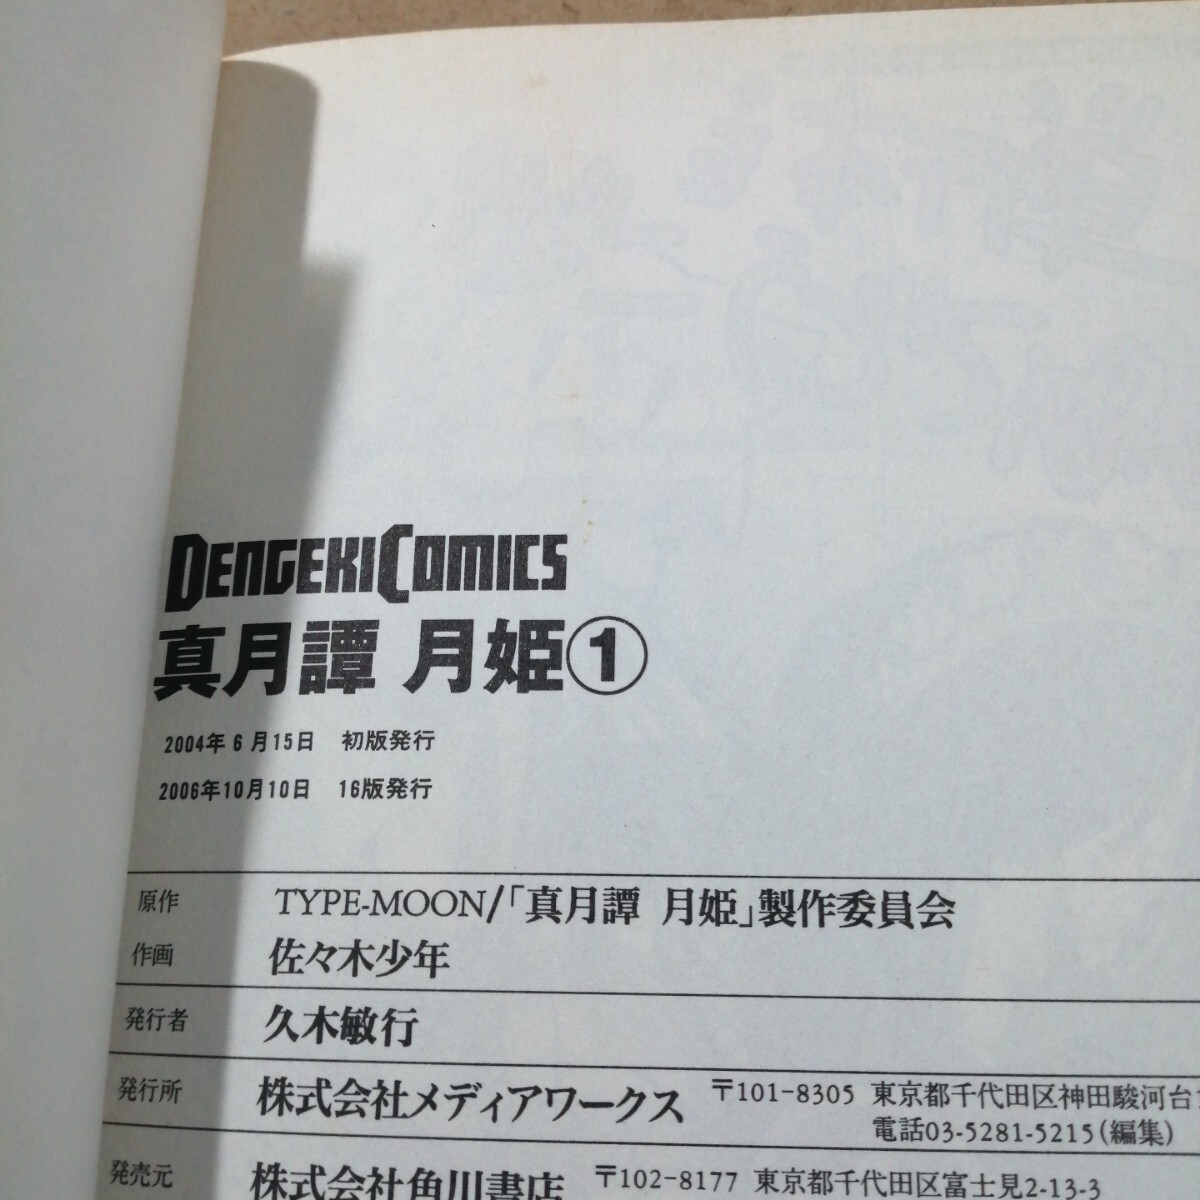 DENGEKI COMICS
真月譚 月姫①
2004年6月15日 初版発行
2006年10月10日 16版発行
原作 TYPE-MOON/「真月譚 月姫」製作委員会
作画 佐々木少年
発行者 久木敏行
発行所 株式会社メディアワークス 〒101-8305 東京都千代田区神田駿河台1
電話03-5281-5215(編集)
発売元 株式会社角川書店 〒102-8177 東京都千代田区富士見2-13-3